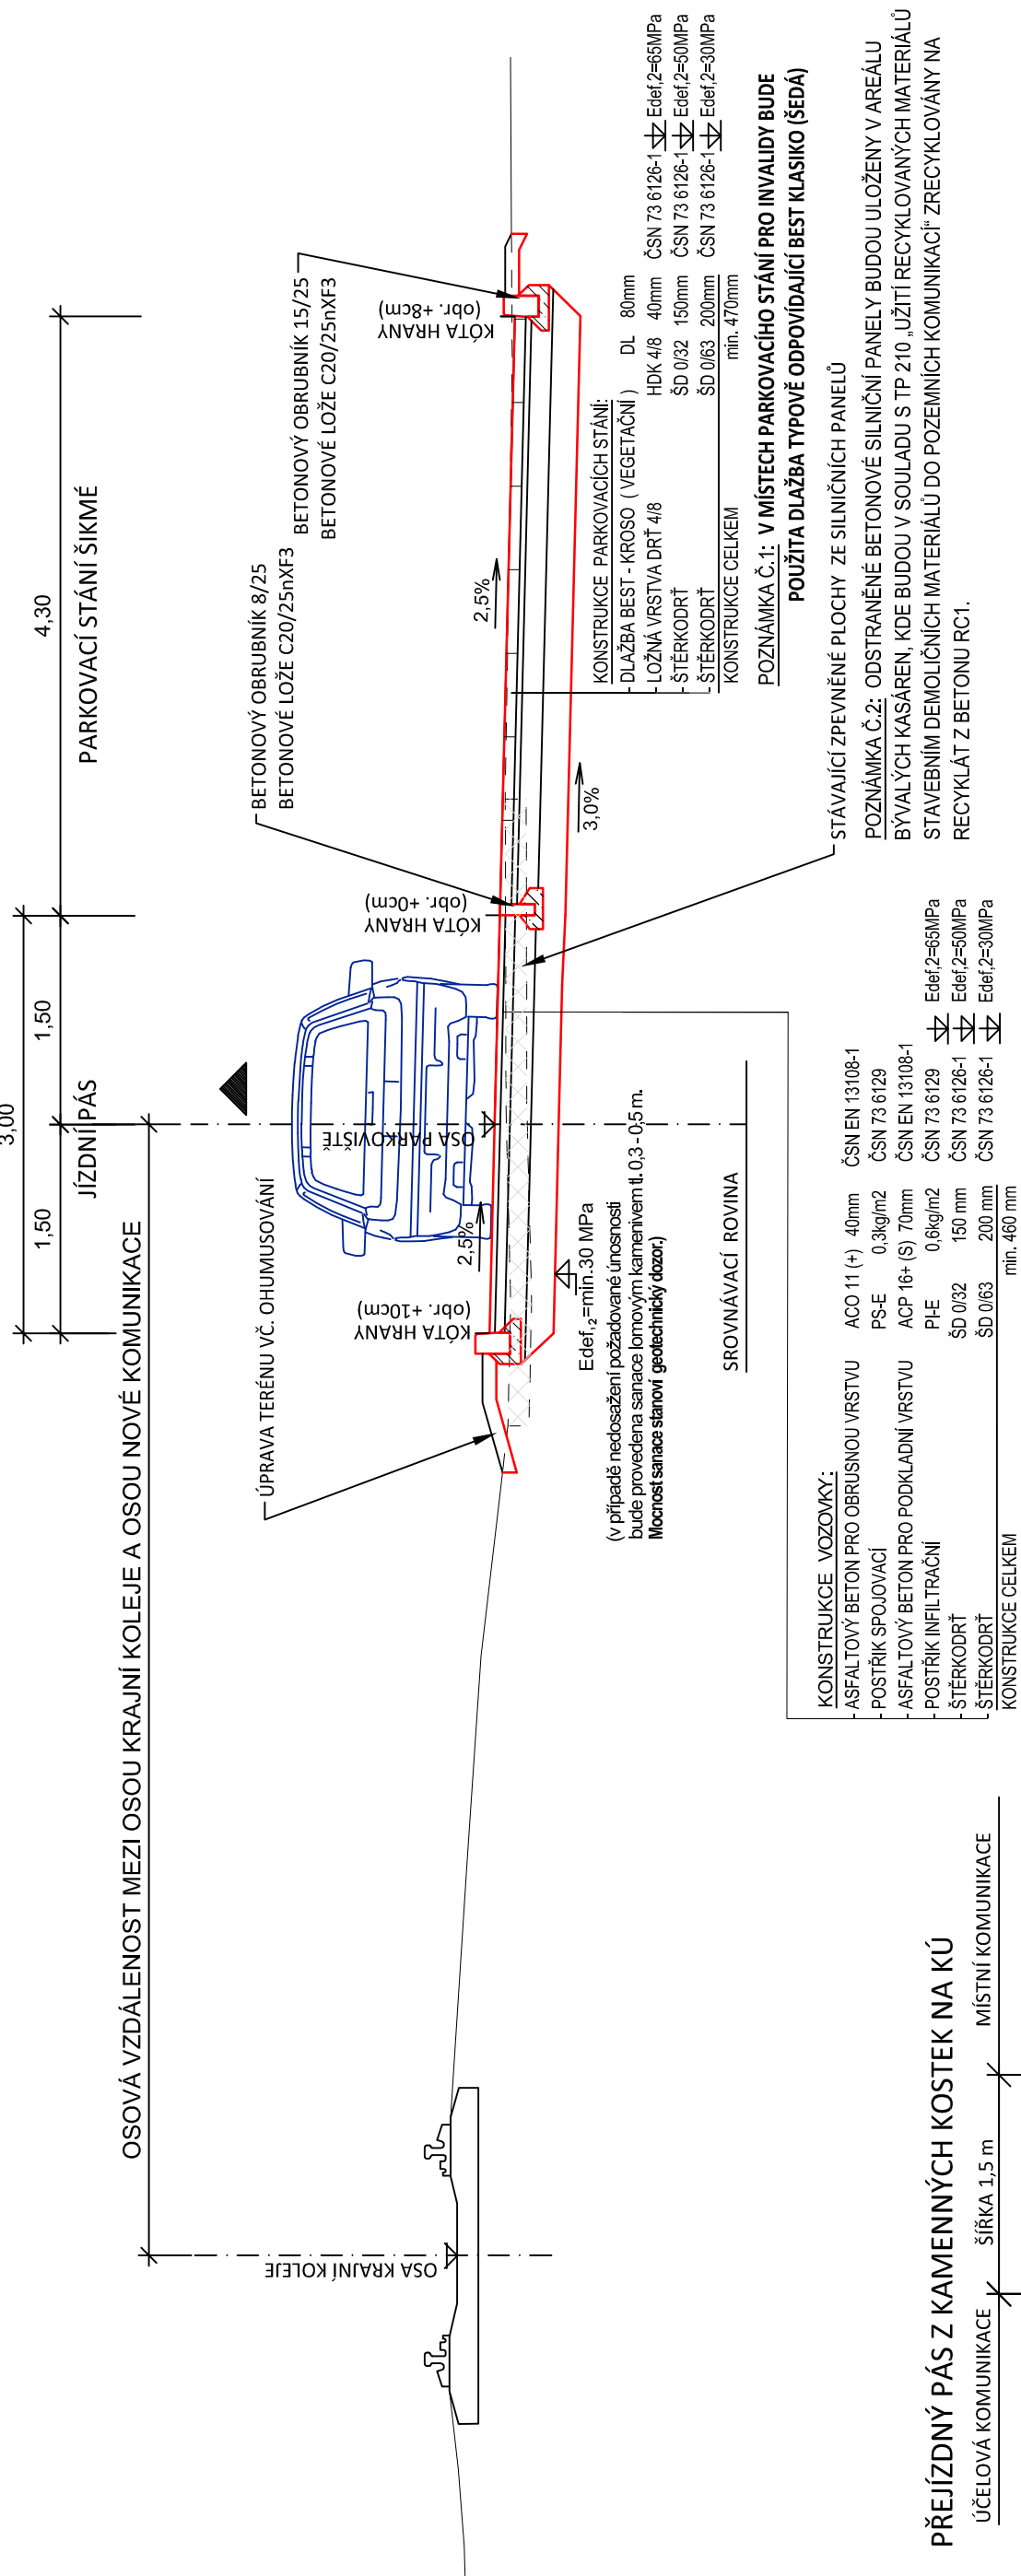 3,00
1,50
1,50
4,30
JÍZDNÍ PÁS
PARKOVACÍ STÁNÍ ŠIKMÉ
OSOVÁ VZDÁLENOST MEZI OSOU KRAJNÍ KOLEJE A OSOU NOVÉ KOMUNIKACE
ÚPRAVA TERÉNU VČ. OHUMUSOVÁNÍ
BETONOVÝ OBRUBNÍK 8/25
BETONOVÉ LOŽE C20/25nXF3
BETONOVÝ OBRUBNÍK 15/25
BETONOVÉ LOŽE C20/25nXF3
OSA KRAJNÍ KOLEJE
OSA PARKOVIŠTĚ
KÓTA HRANY
(obr. +10cm)
KÓTA HRANY
(obr. +0cm)
KÓTA HRANY
(obr. +8cm)
2,5%
2,5%
3,0%
Edef,₂=min.30 MPa
(v případě nedosažení požadované únosnosti
bude provedena sanace lomovým kamenivem tl. 0,3 - 0,5 m.
Mocnost sanace stanoví geotechnický dozor.)
SROVNÁVACÍ ROVINA
KONSTRUKCE PARKOVACÍCH STÁNÍ:
DLAŽBA BEST - KROSO ( VEGETAČNÍ ) DL 80mm
LOŽNÁ VRSTVA DRŤ 4/8 HDK 4/8 40mm ČSN 73 6126-1 Edef,2=65MPa
ŠTĚRKODRŤ ŠD 0/32 150mm ČSN 73 6126-1 Edef,2=50MPa
ŠTĚRKODRŤ ŠD 0/63 200mm ČSN 73 6126-1 Edef,2=30MPa
KONSTRUKCE CELKEM min. 470mm
POZNÁMKA Č.1: V MÍSTECH PARKOVACÍHO STÁNÍ PRO INVALIDY BUDE
POUŽITA DLAŽBA TYPOVĚ ODPOVÍDAJÍCÍ BEST KLASIKO (ŠEDÁ)
STÁVAJÍCÍ ZPEVNĚNÉ PLOCHY ZE SILNIČNÍCH PANELŮ
POZNÁMKA Č.2: ODSTRANĚNÉ BETONOVÉ SILNIČNÍ PANELY BUDOU ULOŽENY V AREÁLU
BÝVALÝCH KASÁREN, KDE BUDOU V SOULADU S TP 210 „UŽITÍ RECYKLOVANÝCH MATERIÁLŮ
STAVEBNÍM DEMOLIČNÍCH MATERIÁLŮ DO POZEMNÍCH KOMUNIKACÍ“ ZRECYKLOVÁNY NA
RECYKLÁT Z BETONU RC1.
KONSTRUKCE VOZOVKY:
ASFALTOVÝ BETON PRO OBRUSNOU VRSTVU ACO 11 (+) 40mm ČSN EN 13108-1
POSTŘIK SPOJOVACÍ PS-E 0,3kg/m2 ČSN 73 6129
ASFALTOVÝ BETON PRO PODKLADNÍ VRSTVU ACP 16+ (S) 70mm ČSN EN 13108-1
POSTŘIK INFILTRAČNÍ PI-E 0,6kg/m2 ČSN 73 6129 Edef,2=65MPa
ŠTĚRKODRŤ ŠD 0/32 150 mm ČSN 73 6126-1 Edef,2=50MPa
ŠTĚRKODRŤ ŠD 0/63 200 mm ČSN 73 6126-1 Edef,2=30MPa
KONSTRUKCE CELKEM min. 460 mm
PŘEJÍZDNÝ PÁS Z KAMENNÝCH KOSTEK NA KÚ
ÚČELOVÁ KOMUNIKACE ŠÍŘKA 1,5 m MÍSTNÍ KOMUNIKACE